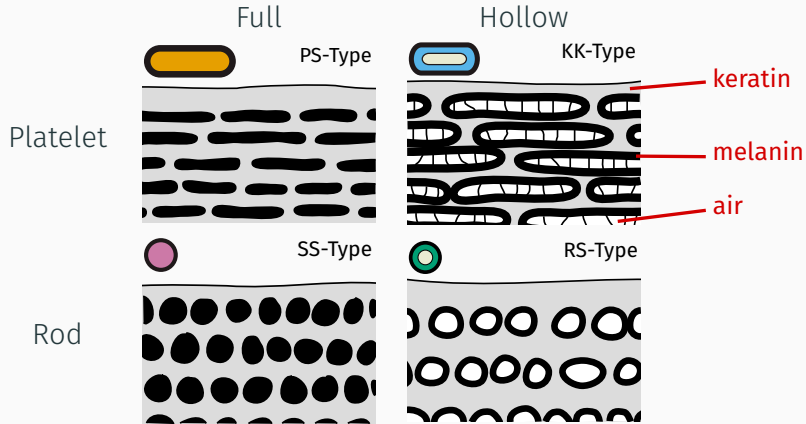 Full
Hollow
PS-Type
KK-Type
keratin
Platelet
melanin
air
SS-Type
RS-Type
Rod